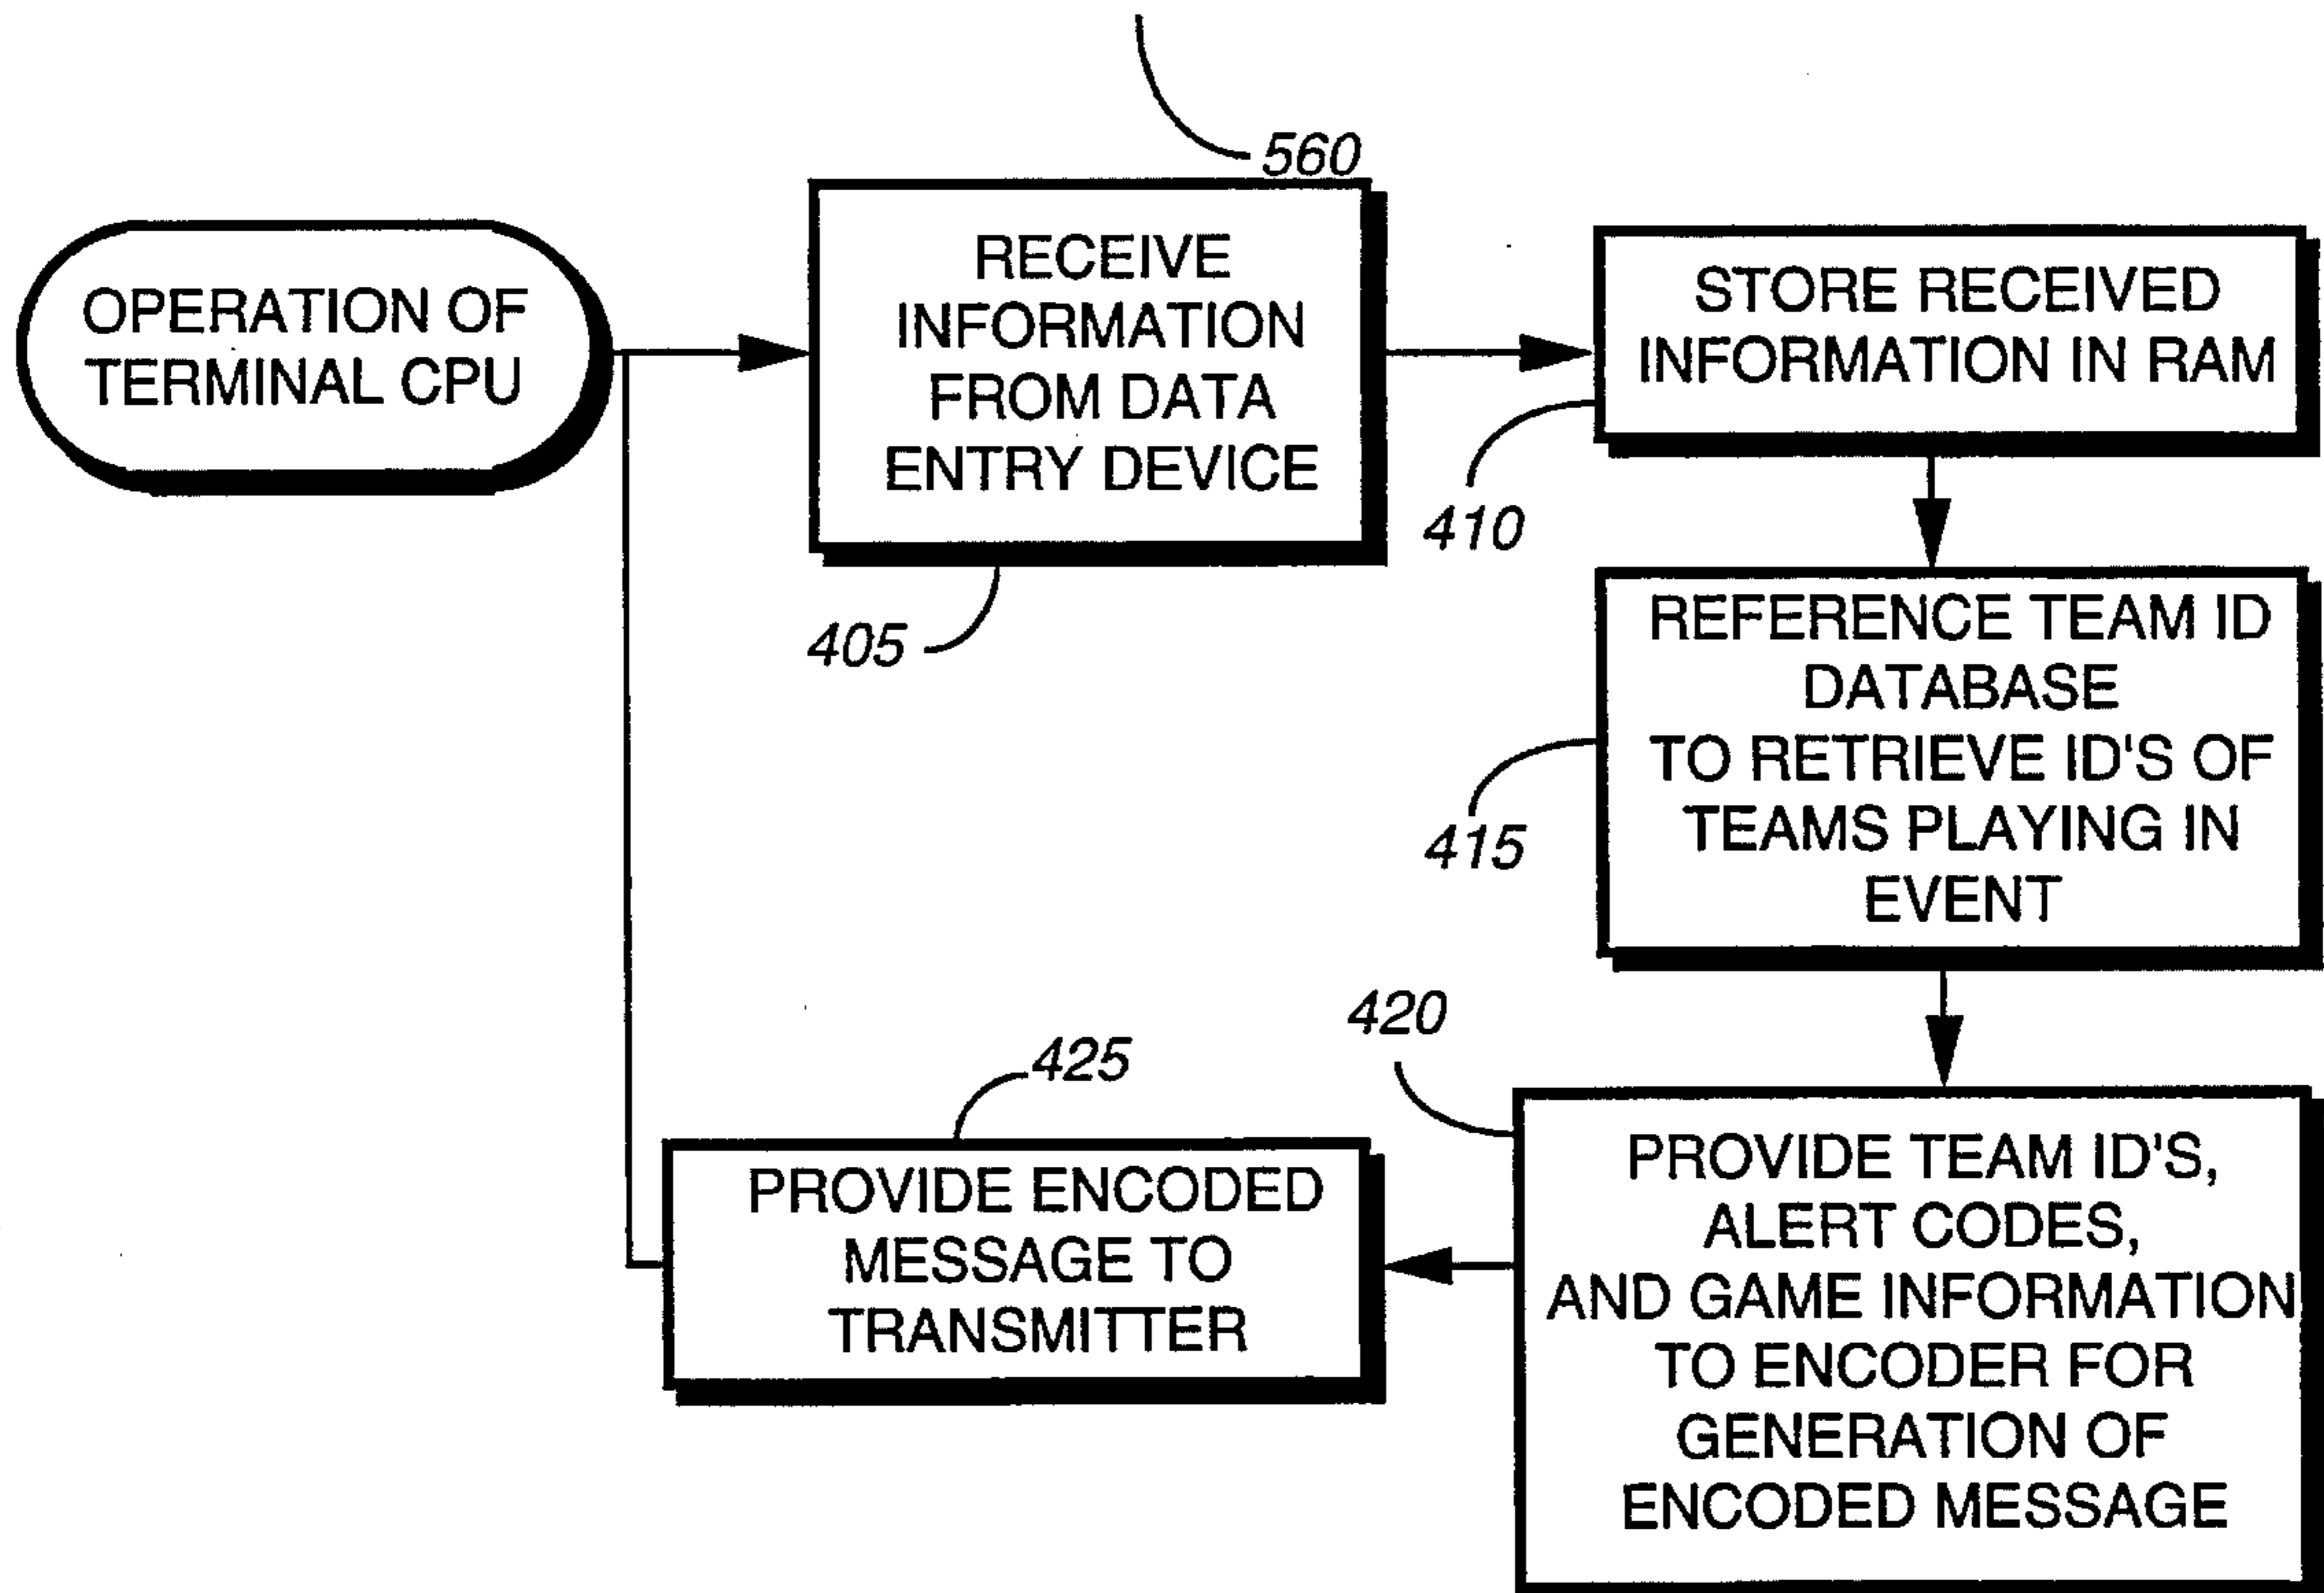 560
OPERATION OF
TERMINAL CPU
RECEIVE
INFORMATION
FROM DATA
ENTRY DEVICE
405
STORE RECEIVED
INFORMATION IN RAM
410
REFERENCE TEAM ID
DATABASE
TO RETRIEVE ID'S OF
TEAMS PLAYING IN
EVENT
415
420
PROVIDE TEAM ID'S,
ALERT CODES,
AND GAME INFORMATION
TO ENCODER FOR
GENERATION OF
ENCODED MESSAGE
425
PROVIDE ENCODED
MESSAGE TO
TRANSMITTER